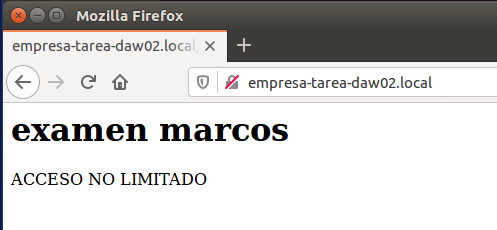 Mozilla Firefox
empresa-tarea-daw02.local/
empresa-tarea-daw02.local
examen marcos
ACCESO NO LIMITADO